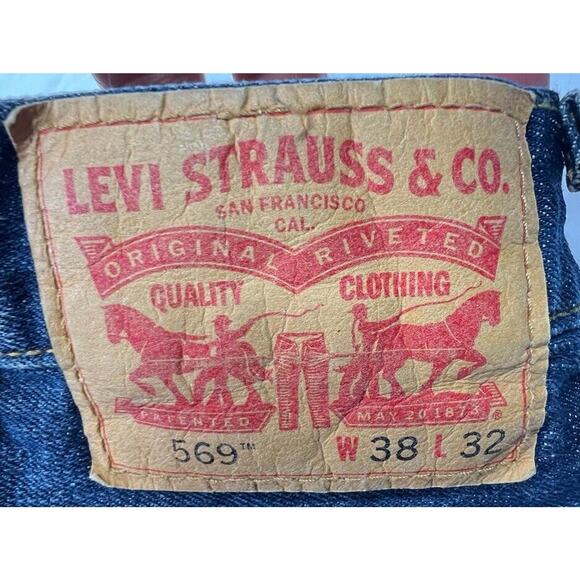 LEVI STRAUSS & CO.
SAN FRANCISCO
CAL.
ORIGINAL RIVETED
QUALITY CLOTHING
PATENTED MAY 20 1873 ®
569™ W 38 L 32